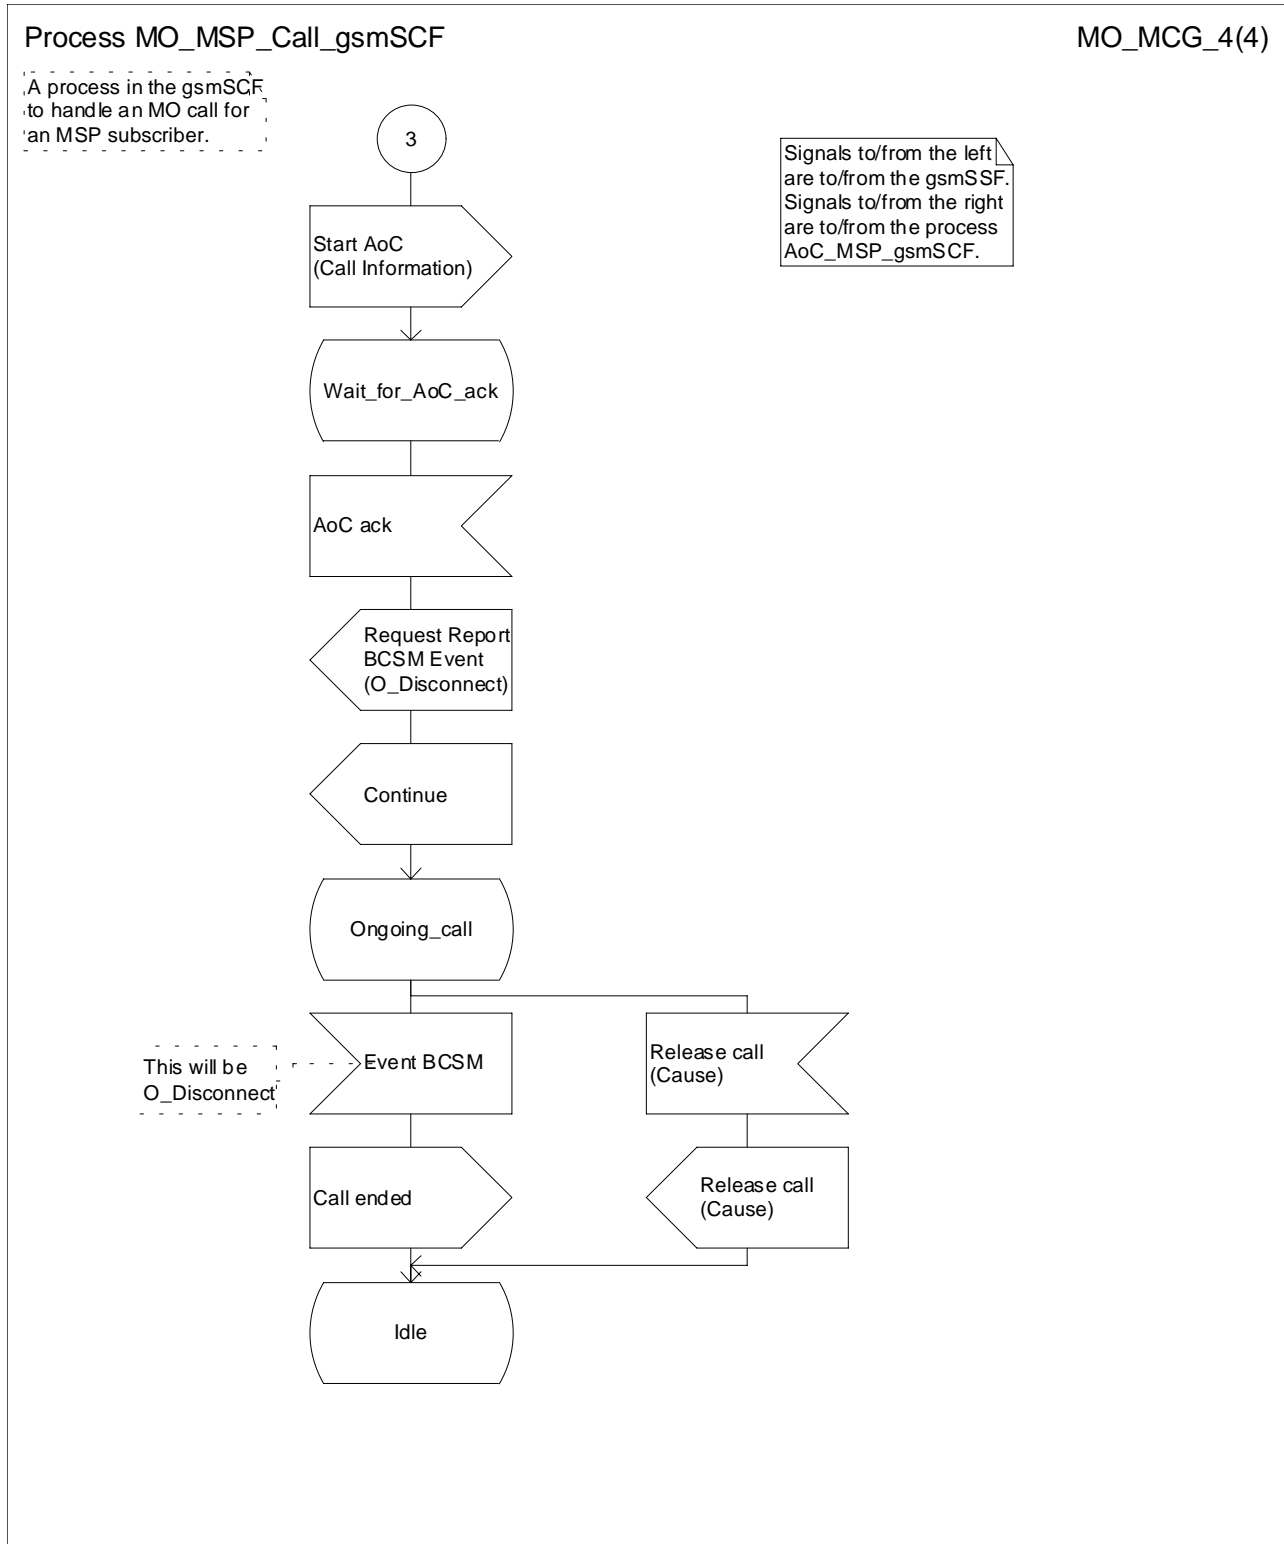 Process MO_MSP_Call_gsmSCF
MO_MCG_4(4)
A process in the gsmSCF
to handle an MO call for
an MSP subscriber.
3
Signals to/from the left
are to/from the gsmSSF.
Signals to/from the right
are to/from the process
AoC_MSP_gsmSCF.
Start AoC
(Call Information)
Wait_for_AoC_ack
AoC ack
Request Report
BCSM Event
(O_Disconnect)
Continue
Ongoing_call
This will be
O_Disconnect
Event BCSM
Release call
(Cause)
Call ended
Release call
(Cause)
Idle